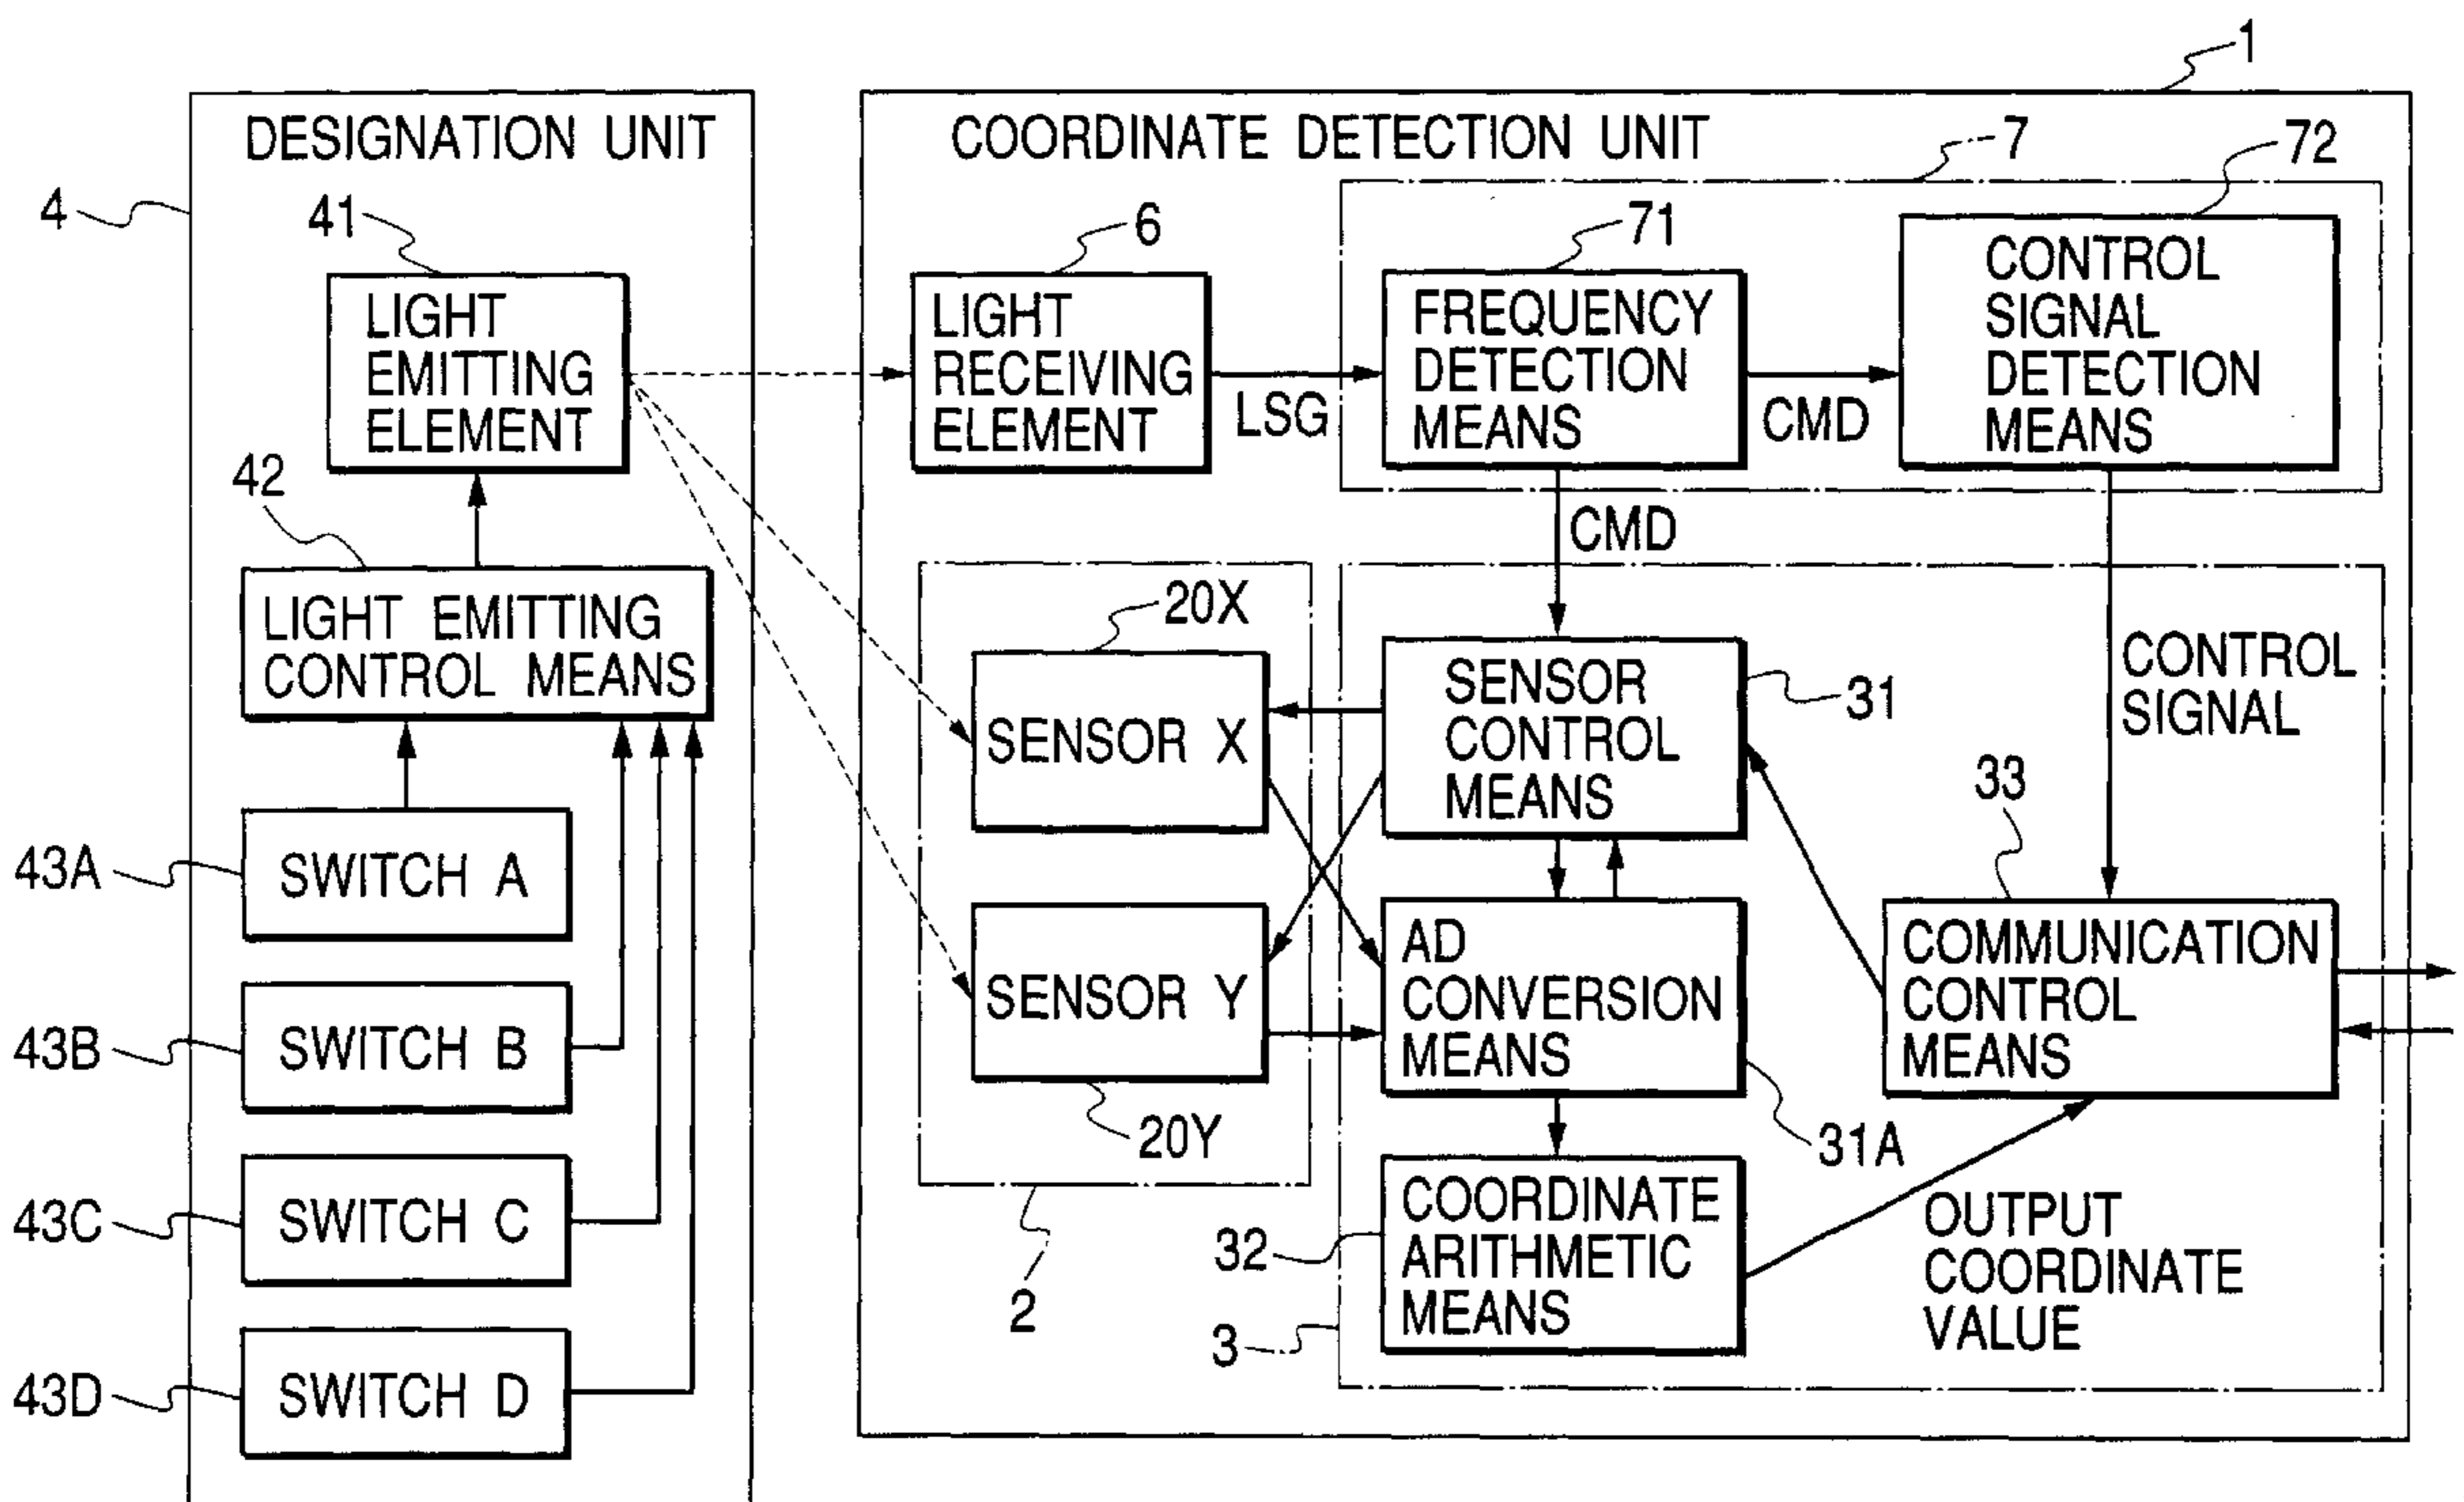 1
DESIGNATION UNIT
4
41
LIGHT
EMITTING
ELEMENT
42
LIGHT EMITTING
CONTROL MEANS
43A
SWITCH A
43B
SWITCH B
43C
SWITCH C
43D
SWITCH D
COORDINATE DETECTION UNIT
7
72
6
LIGHT
RECEIVING
ELEMENT
LSG
71
FREQUENCY
DETECTION
MEANS
CMD
CONTROL
SIGNAL
DETECTION
MEANS
CMD
20X
SENSOR X
SENSOR Y
20Y
2
SENSOR
CONTROL
MEANS
31
CONTROL
SIGNAL
33
AD
CONVERSION
MEANS
31A
COMMUNICATION
CONTROL
MEANS
32
COORDINATE
ARITHMETIC
MEANS
3
OUTPUT
COORDINATE
VALUE